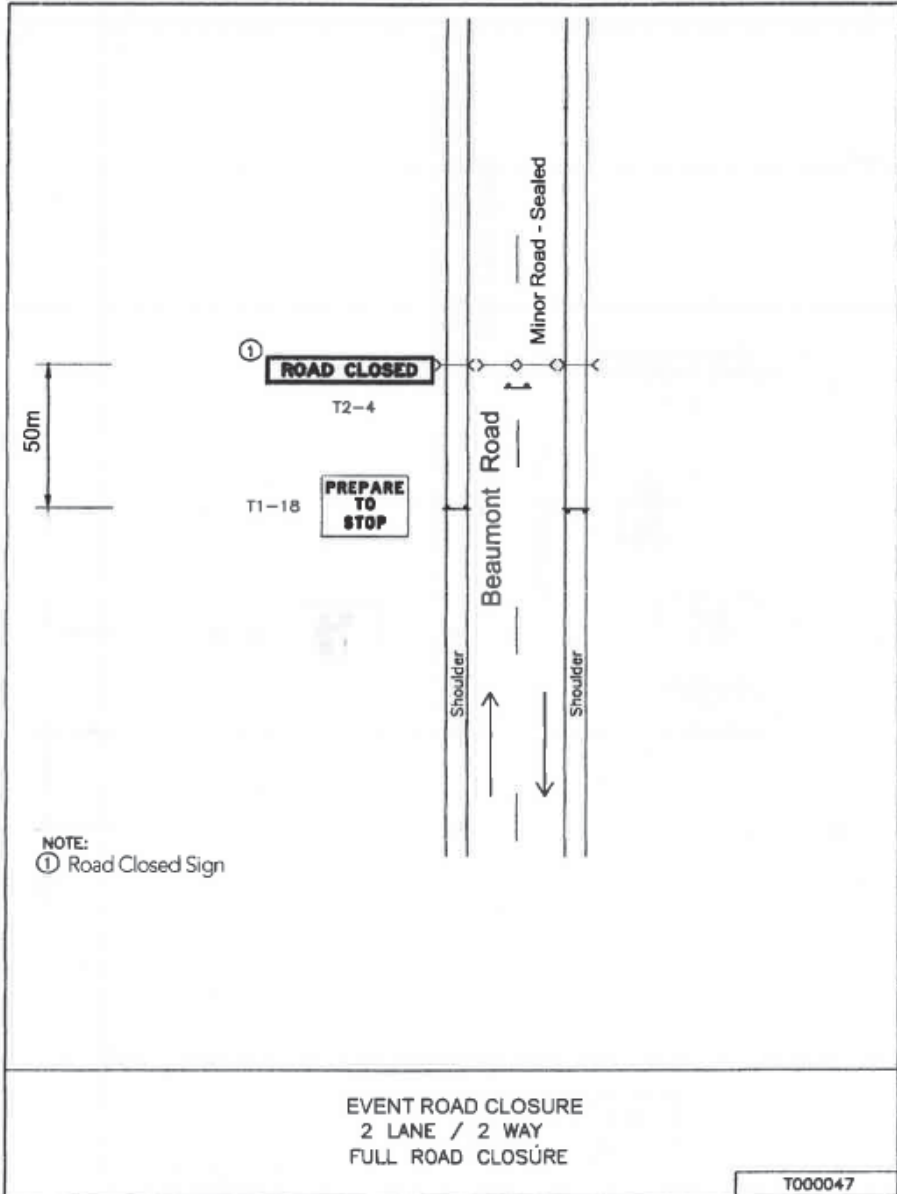 Minor Road - Sealed
①
ROAD CLOSED
T2-4
50m
T1-18
PREPARE
TO
STOP
Beaumont Road
Shoulder
Shoulder
NOTE:
① Road Closed Sign
EVENT ROAD CLOSURE
2 LANE / 2 WAY
FULL ROAD CLOSÚRE
T000047